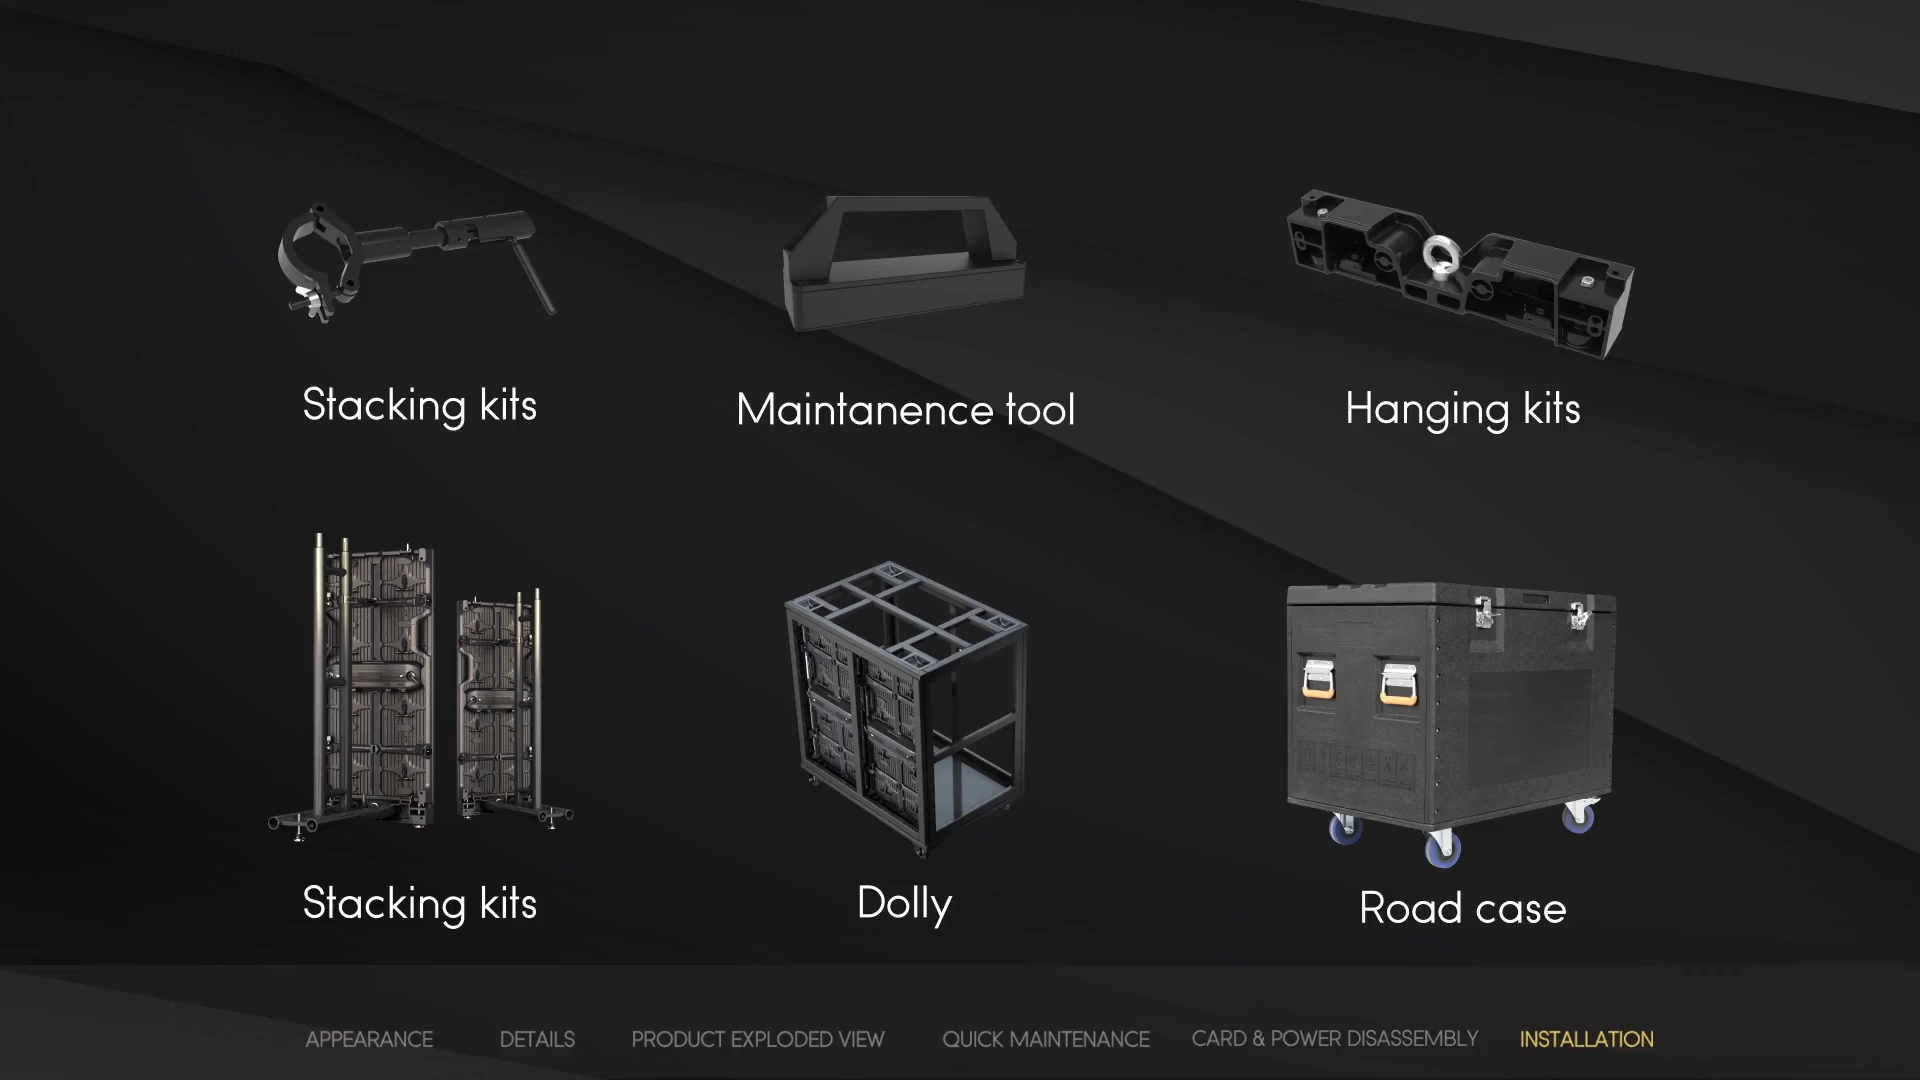 Stacking kits
Maintanence tool
Hanging kits
Stacking kits
Dolly
Road case
APPEARANCE DETAILS PRODUCT EXPLODED VIEW QUICK MAINTENANCE CARD & POWER DISASSEMBLY INSTALLATION